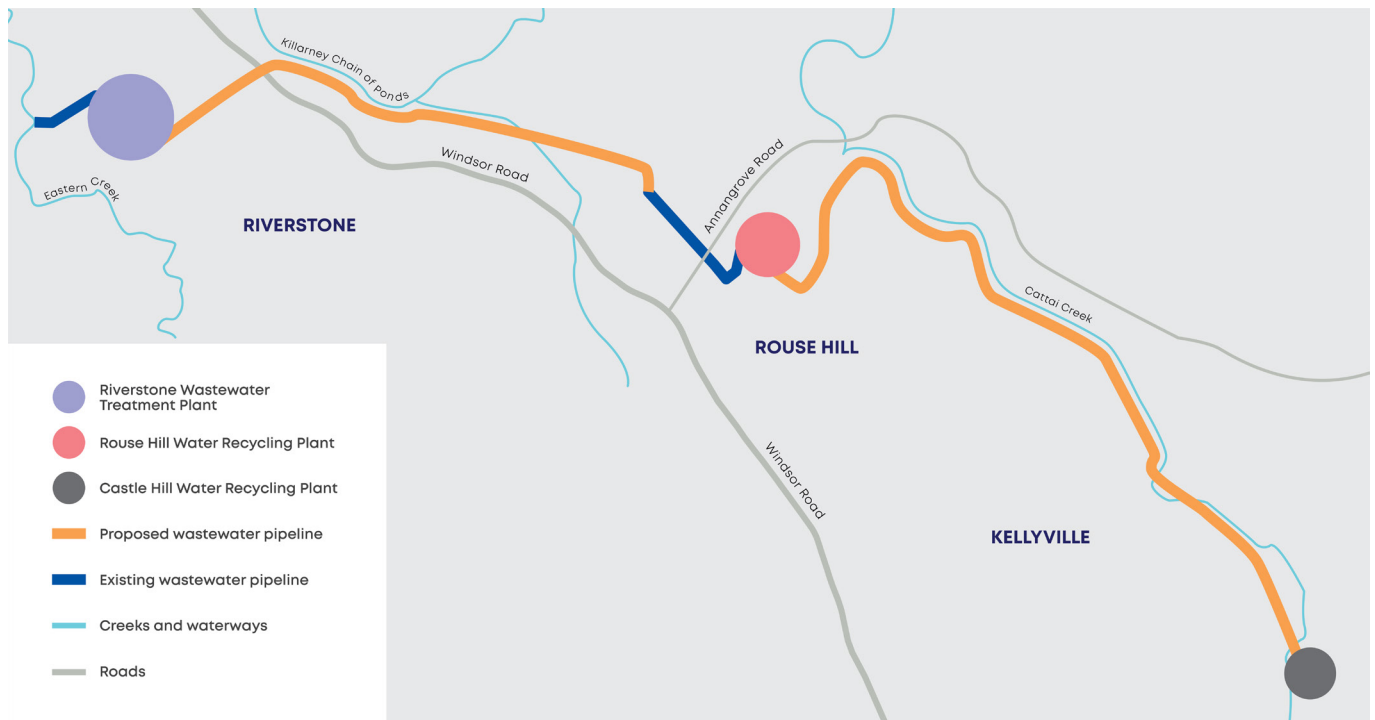 Killarney Chain of Ponds
Windsor Road
Annangrove Road
Eastern Creek
RIVERSTONE
Cattai Creek
ROUSE HILL
Windsor Road
KELLYVILLE
Riverstone Wastewater
Treatment Plant
Rouse Hill Water Recycling Plant
Castle Hill Water Recycling Plant
Proposed wastewater pipeline
Existing wastewater pipeline
Creeks and waterways
Roads